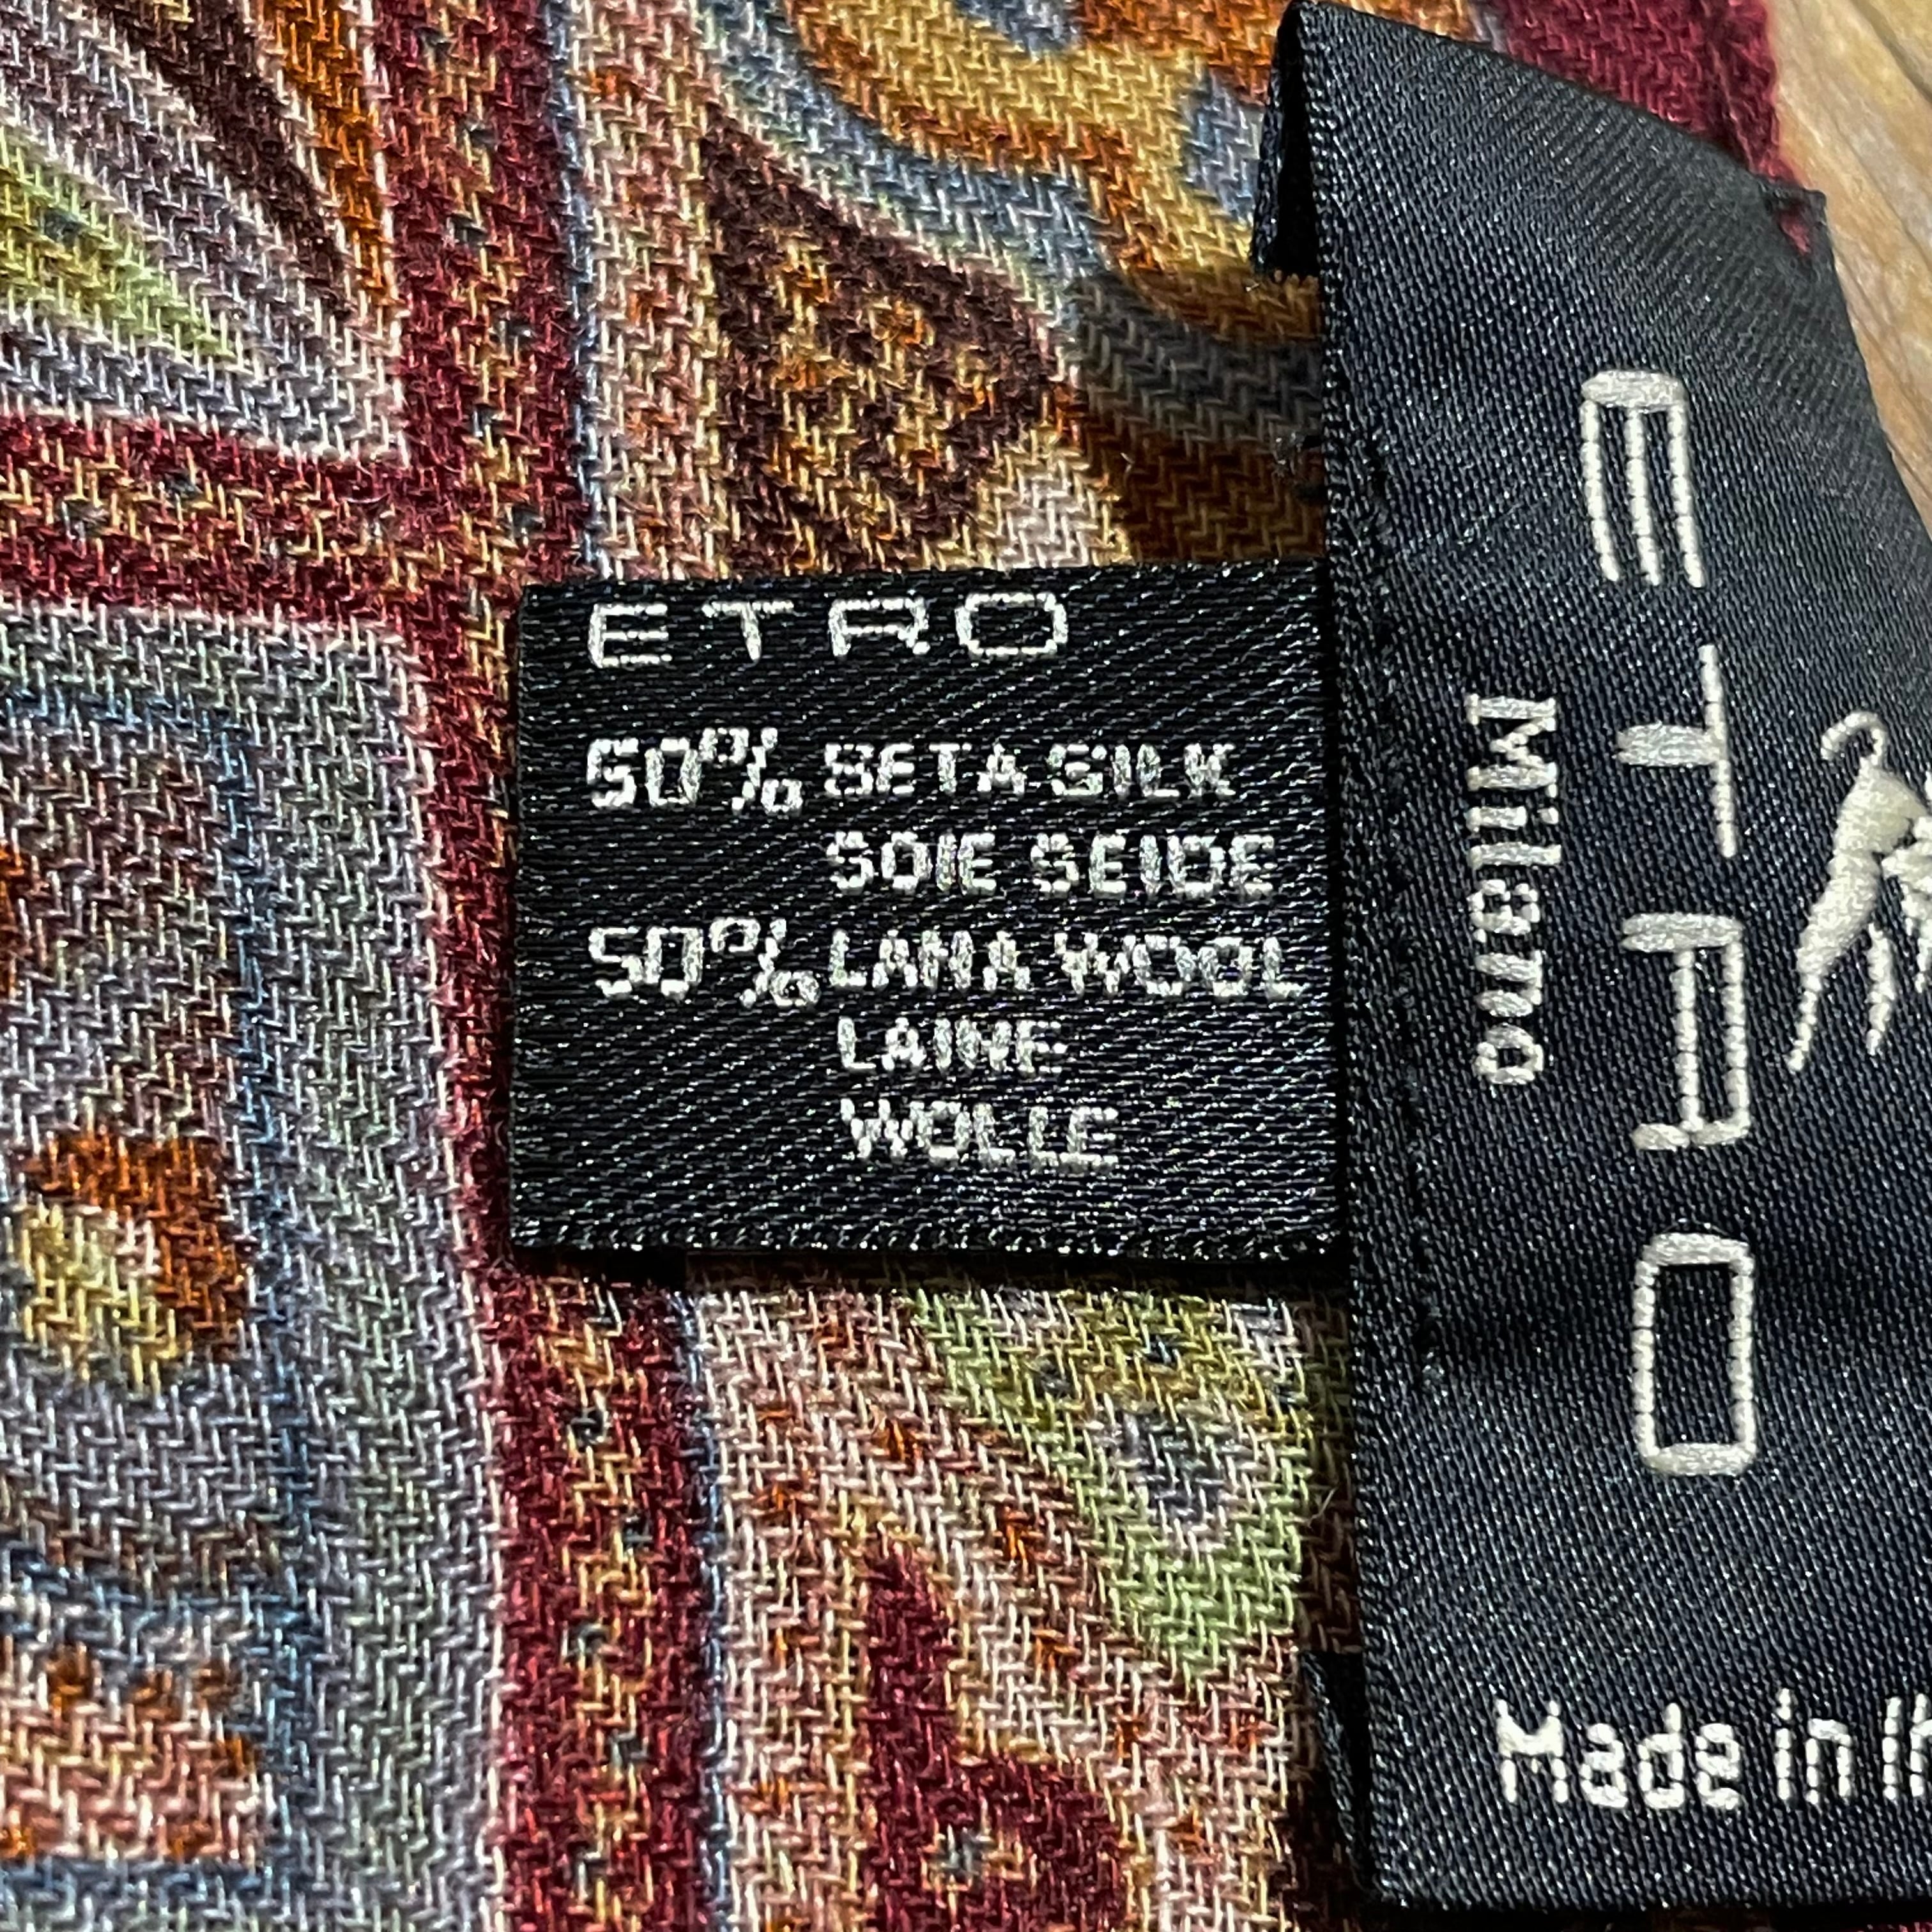 ETRO
50% SETA SILK
SOIE SEIDE
50% LANA WOOL
LAINE
WOLLE
ETRO
Milano
Made in